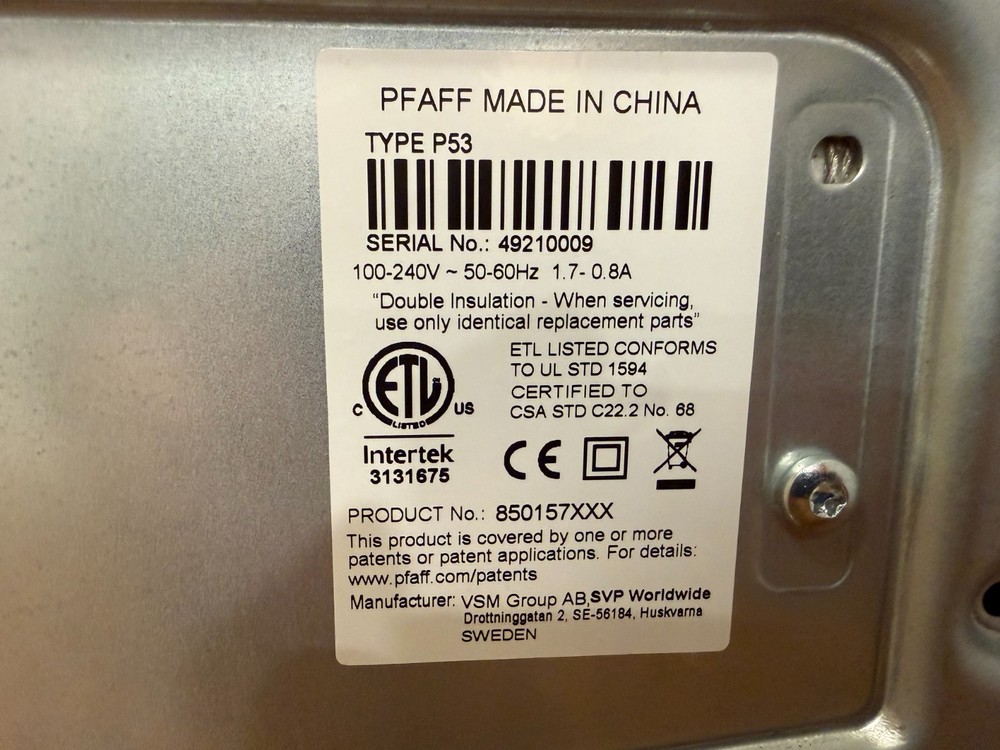 PFAFF MADE IN CHINA
TYPE P53
SERIAL No.: 49210009
100-240V ~ 50-60Hz 1.7- 0.8A
“Double Insulation - When servicing,
use only identical replacement parts”
ETL LISTED CONFORMS
TO UL STD 1594
CERTIFIED TO
CSA STD C22.2 No. 68
C ETL US
LISTED
Intertek
3131675
CE
PRODUCT No.: 850157XXX
This product is covered by one or more
patents or patent applications. For details:
www.pfaff.com/patents
Manufacturer: VSM Group AB,SVP Worldwide
Drottninggatan 2, SE-56184, Huskvarna
SWEDEN